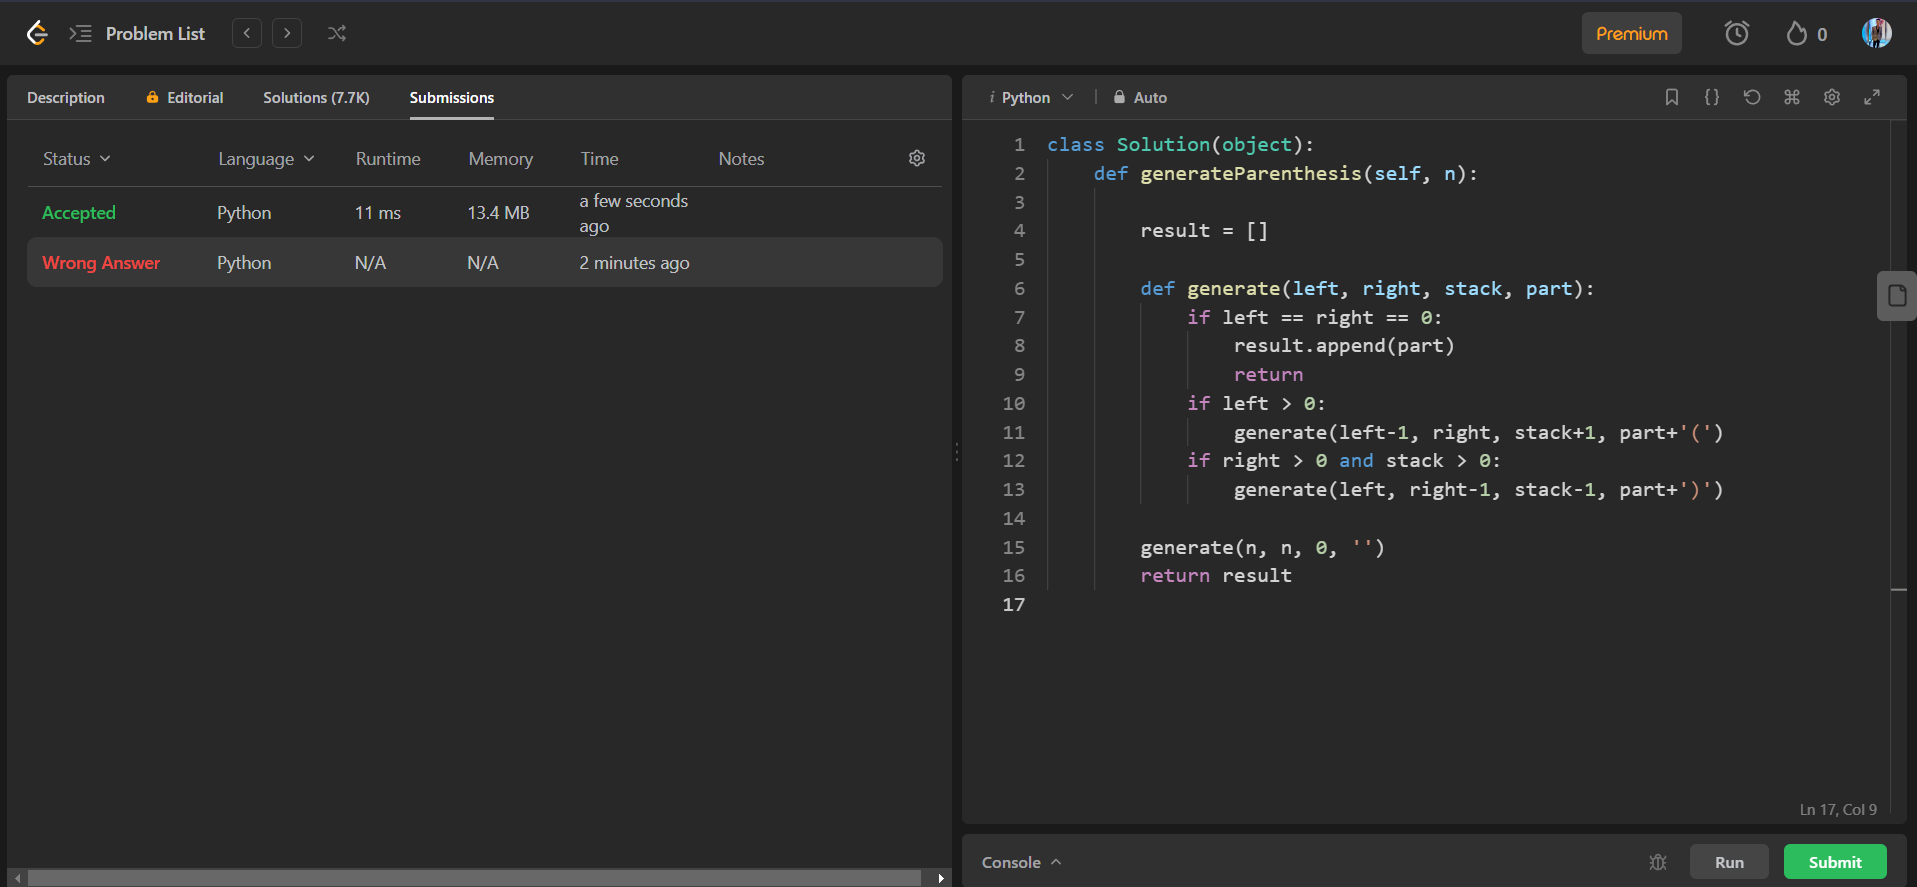 Problem List
Premium
0
Description Editorial Solutions (7.7K) Submissions
Status Language Runtime Memory Time Notes
Accepted Python 11 ms 13.4 MB a few seconds
ago
Wrong Answer Python N/A N/A 2 minutes ago
i Python Auto
1 class Solution(object):
2     def generateParenthesis(self, n):
3
4         result = []
5
6         def generate(left, right, stack, part):
7             if left == right == 0:
8                 result.append(part)
9                 return
10             if left > 0:
11                 generate(left-1, right, stack+1, part+'(')
12             if right > 0 and stack > 0:
13                 generate(left, right-1, stack-1, part+')')
14
15         generate(n, n, 0, '')
16         return result
17
Ln 17, Col 9
Console Run Submit